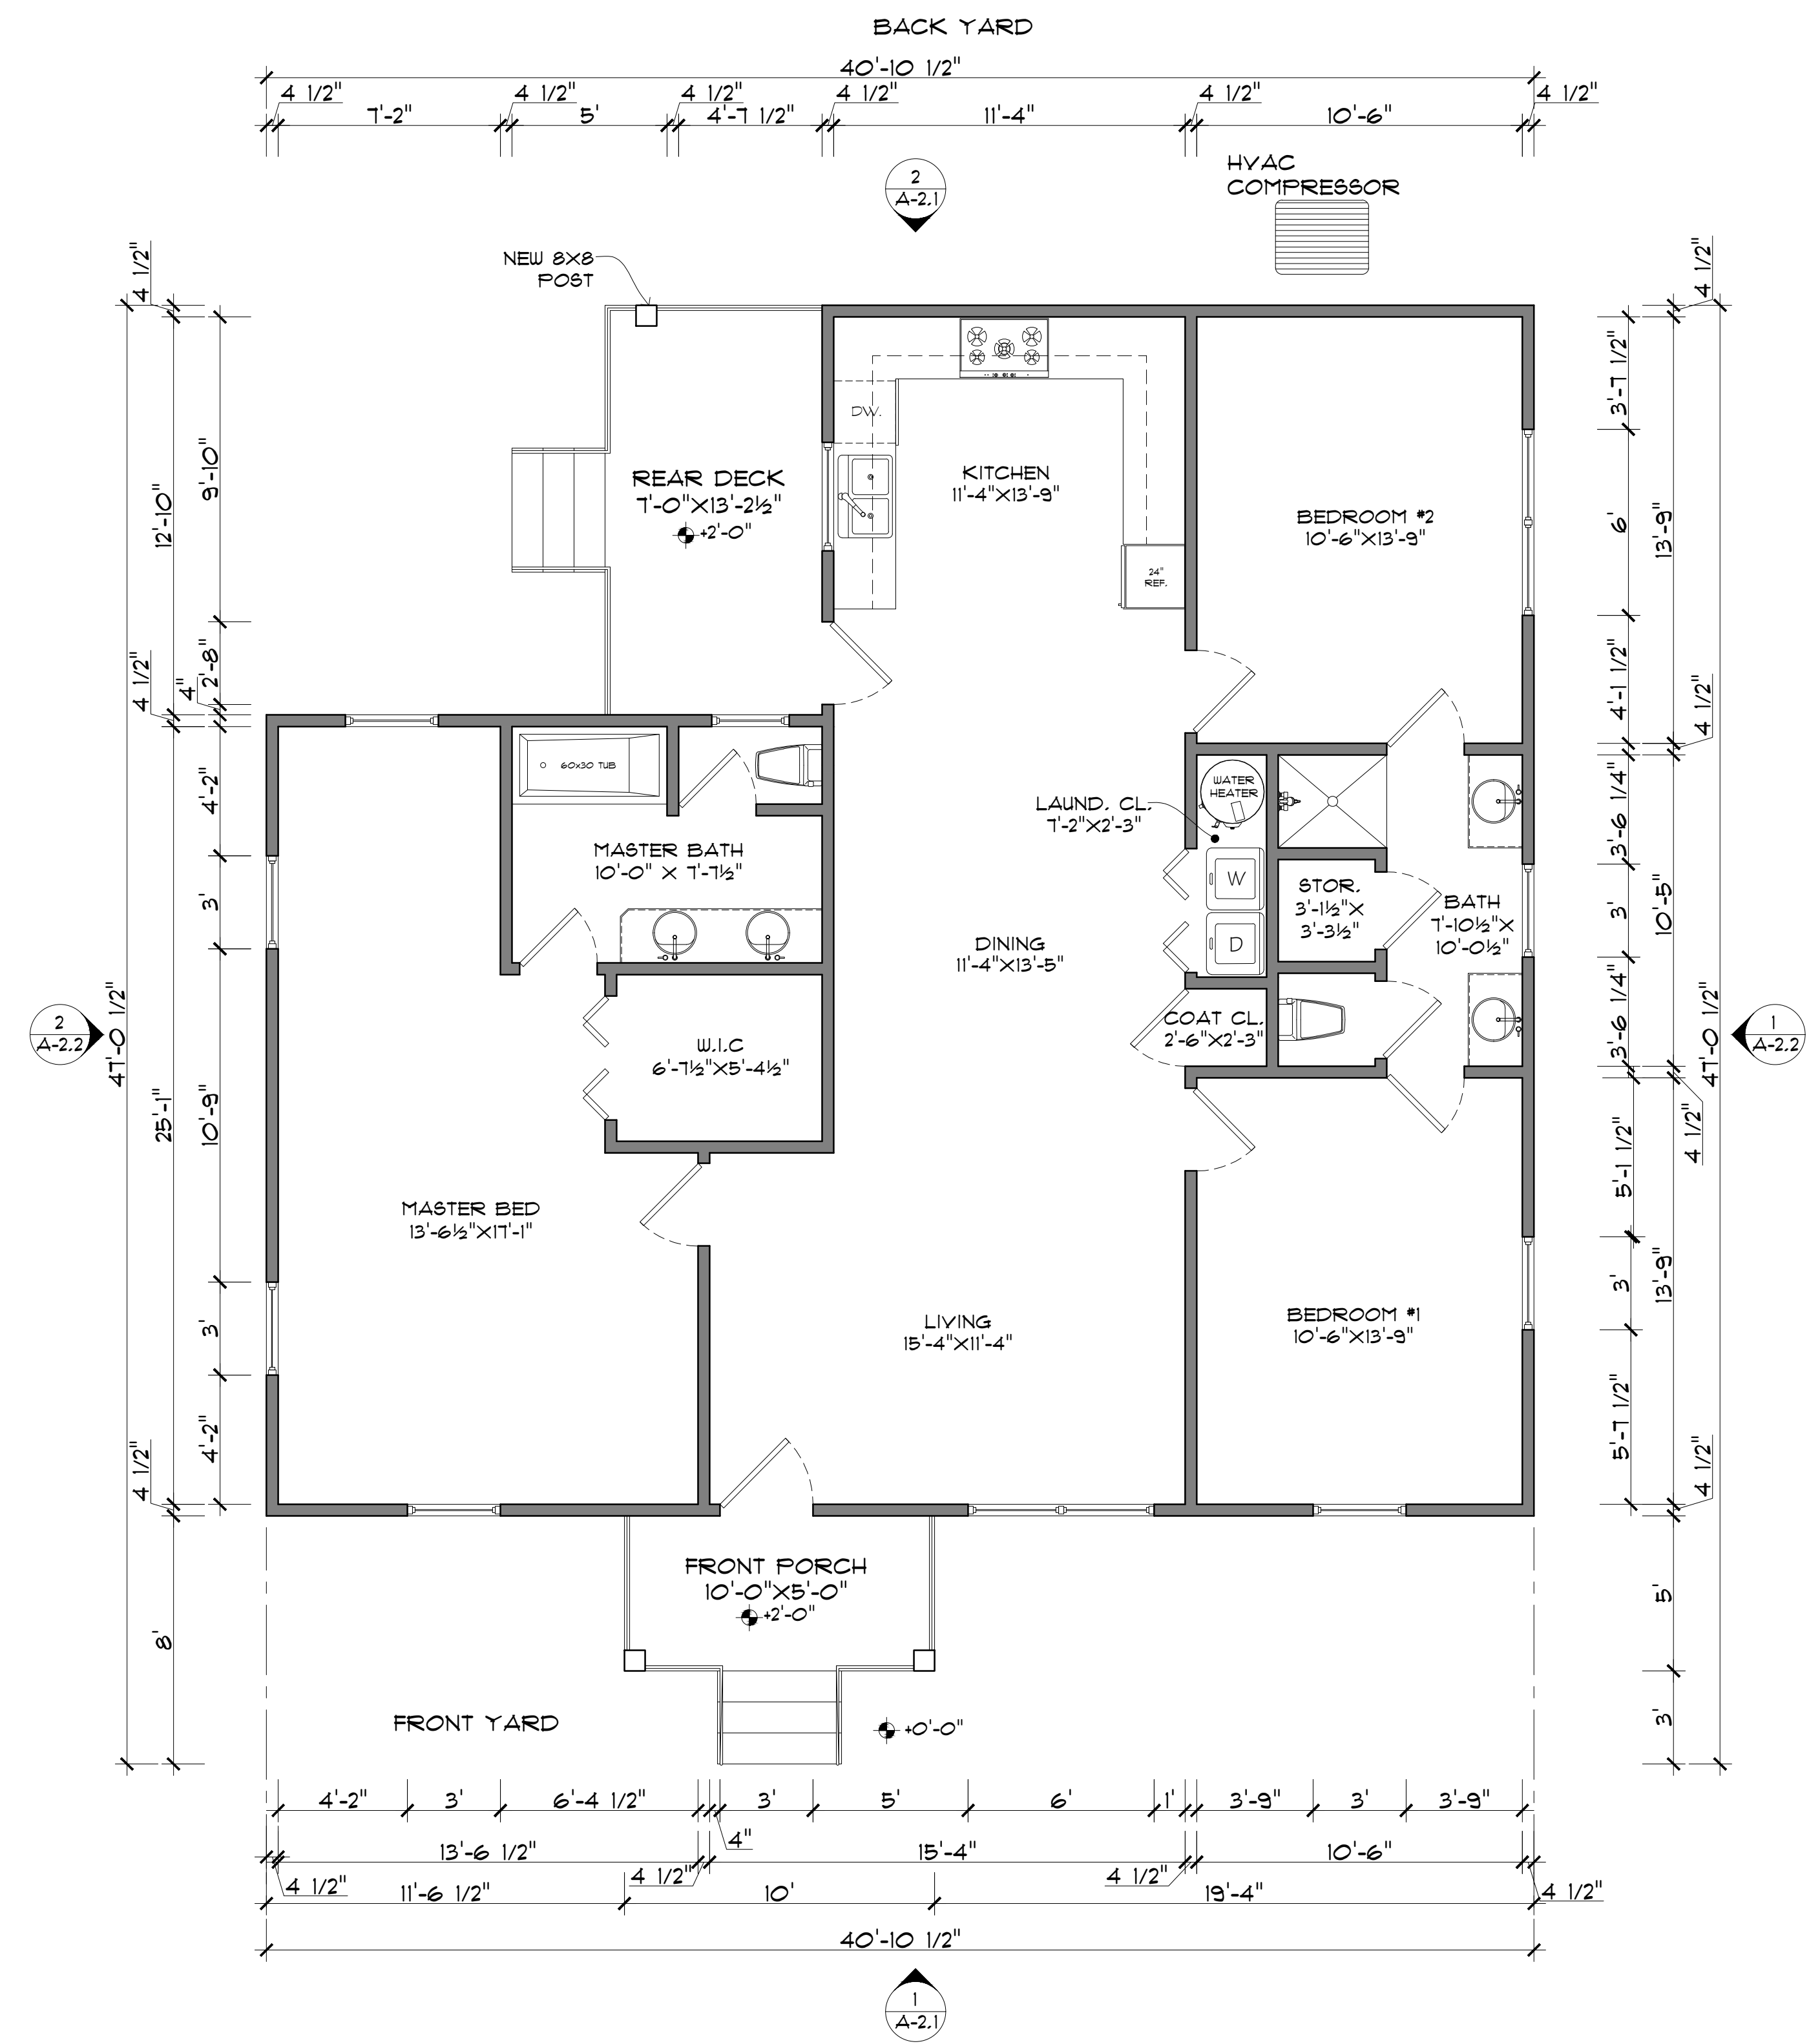 BACK YARD
40'-10 1/2"
4 1/2" 4 1/2" 4 1/2" 4 1/2" 4 1/2" 4 1/2"
7'-2" 5' 4'-7 1/2" 11'-4" 10'-6"
HVAC
COMPRESSOR
2
A-2.1
NEW 8X8
POST
4 1/2"
4 1/2"
9'-10"
12'-10"
4 1/2"
4"
2'-8"
3'-7 1/2"
6'
13'-9"
4'-1 1/2"
4 1/2"
DW.
REAR DECK
7'-0"X13'-2½"
+2'-0"
KITCHEN
11'-4"X13'-9"
24"
REF.
BEDROOM #2
10'-6"X13'-9"
60x30 TUB
WATER
HEATER
LAUND. CL.
7'-2"X2'-3"
MASTER BATH
10'-0" X 7'-7½"
W
D
STOR.
3'-1½"X
3'-3½"
BATH
7'-10½"X
10'-0½"
DINING
11'-4"X13'-5"
COAT CL.
2'-6"X2'-3"
W.I.C
6'-7½"X5'-4½"
4'-2"
3'
10'-9"
3'
4'-2"
25'-1"
4 1/2"
47'-0 1/2"
2
A-2.2
3'-6 1/4"
3'
3'-6 1/4"
10'-5"
4 1/2"
47'-0 1/2"
1
A-2.2
5'-1 1/2"
3'
5'-7 1/2"
13'-9"
4 1/2"
MASTER BED
13'-6½"X17'-1"
LIVING
15'-4"X11'-4"
BEDROOM #1
10'-6"X13'-9"
FRONT PORCH
10'-0"X5'-0"
+2'-0"
8'
5'
3'
FRONT YARD
+0'-0"
4'-2" 3' 6'-4 1/2" 3' 5' 6' 1' 3'-9" 3' 3'-9"
4"
13'-6 1/2" 15'-4" 10'-6"
4 1/2" 4 1/2" 4 1/2" 4 1/2"
11'-6 1/2" 10' 19'-4"
40'-10 1/2"
1
A-2.1